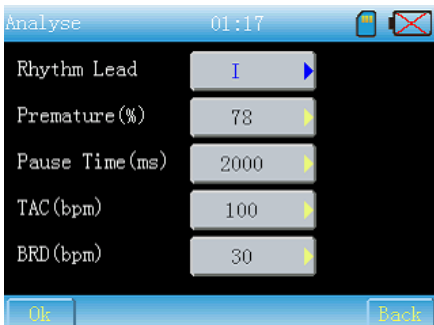 Analyse 01:17
Rhythm Lead I
Premature(%) 78
Pause Time(ms) 2000
TAC(bpm) 100
BRD(bpm) 30
Ok Back